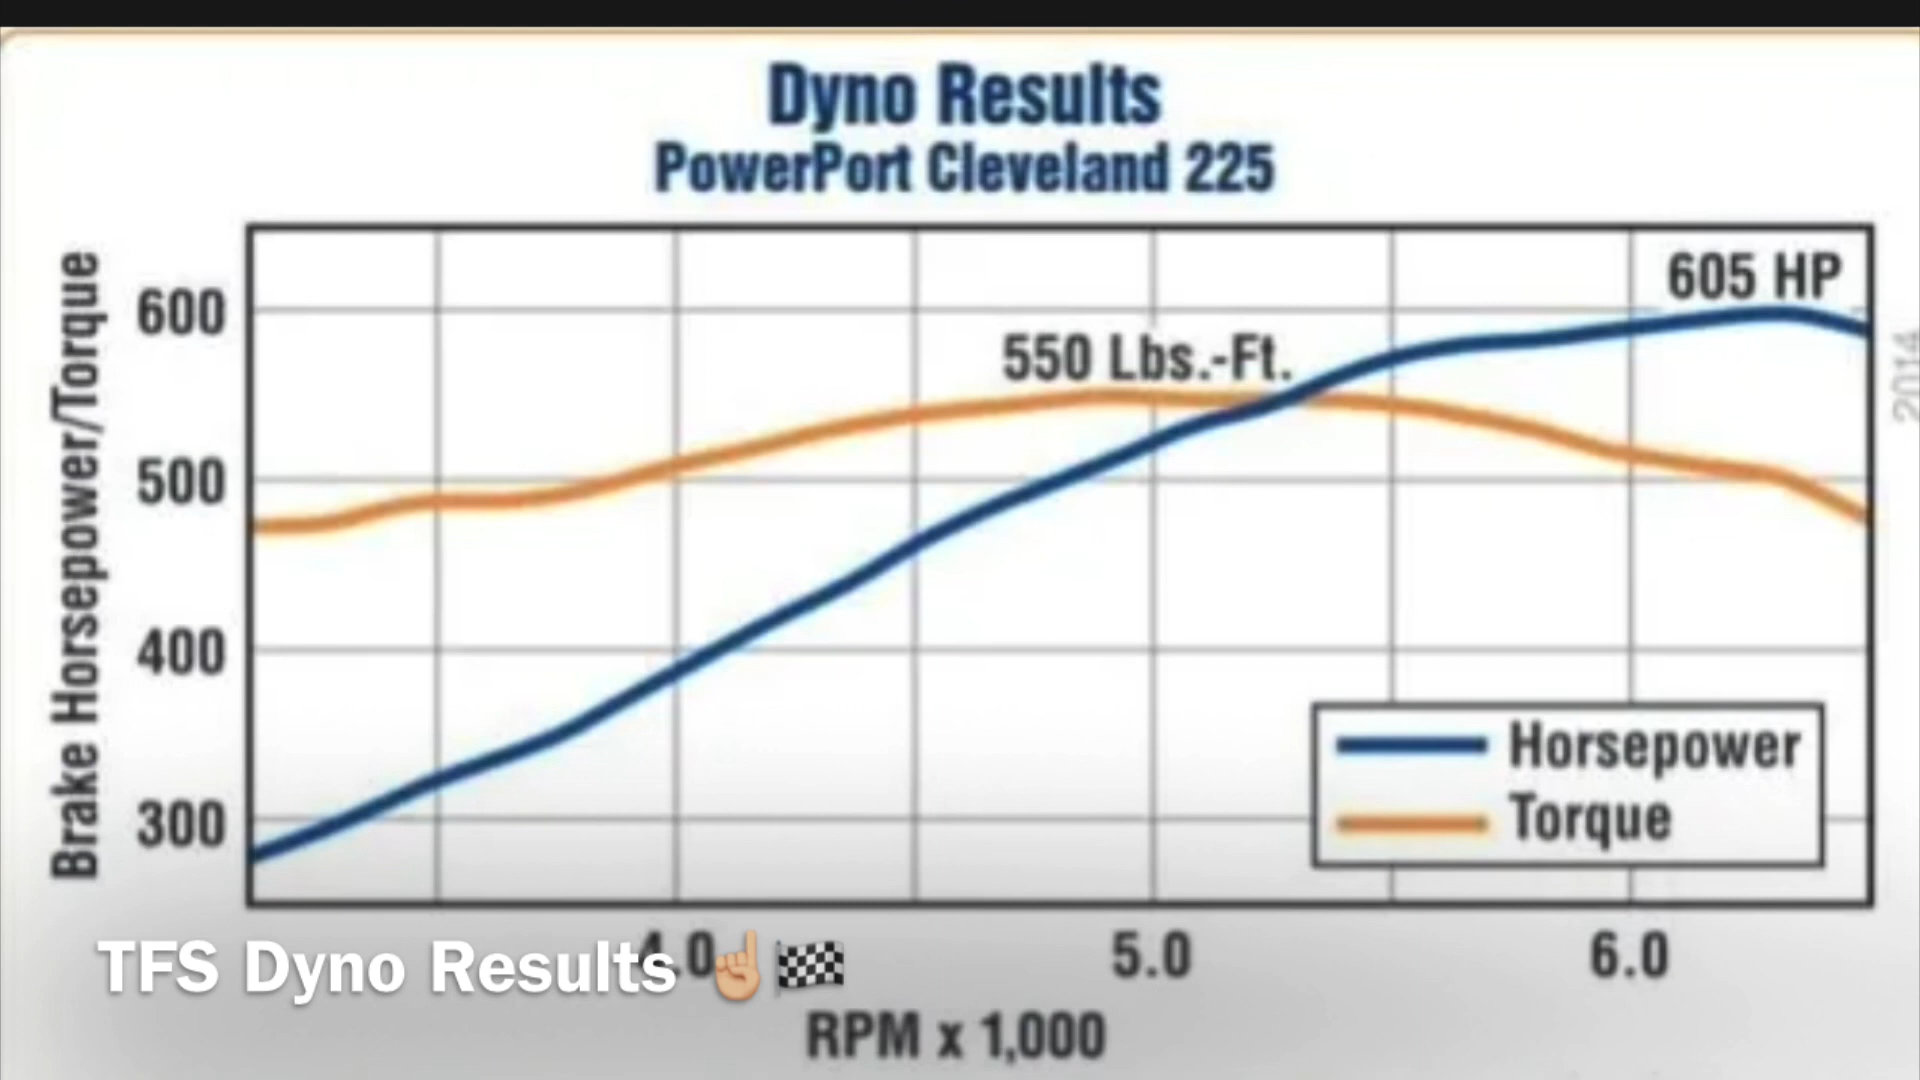 Dyno Results
PowerPort Cleveland 225
Brake Horsepower/Torque
600
500
400
300
605 HP
550 Lbs.-Ft.
Horsepower
Torque
2014
4.0
5.0
6.0
TFS Dyno Results ☝🏼🏁
RPM x 1,000